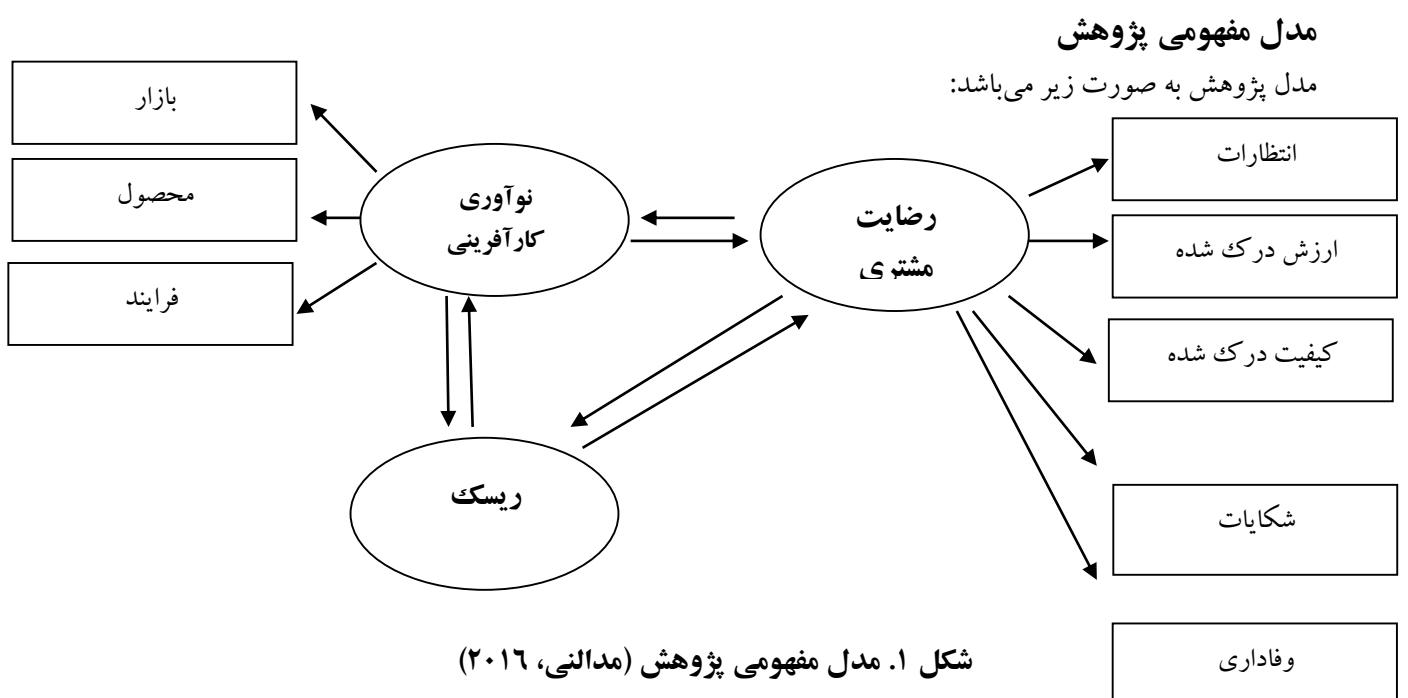 مدل مفهومی پژوهش
مدل پژوهش به صورت زیر می‌باشد:
انتظارات
ارزش درک شده
کیفیت درک شده
شکایات
وفاداری
رضایت
مشتری
نوآوری
کارآفرینی
ریسک
بازار
محصول
فرایند
شکل ۱. مدل مفهومی پژوهش (مدالنی، ۲۰۱۶)